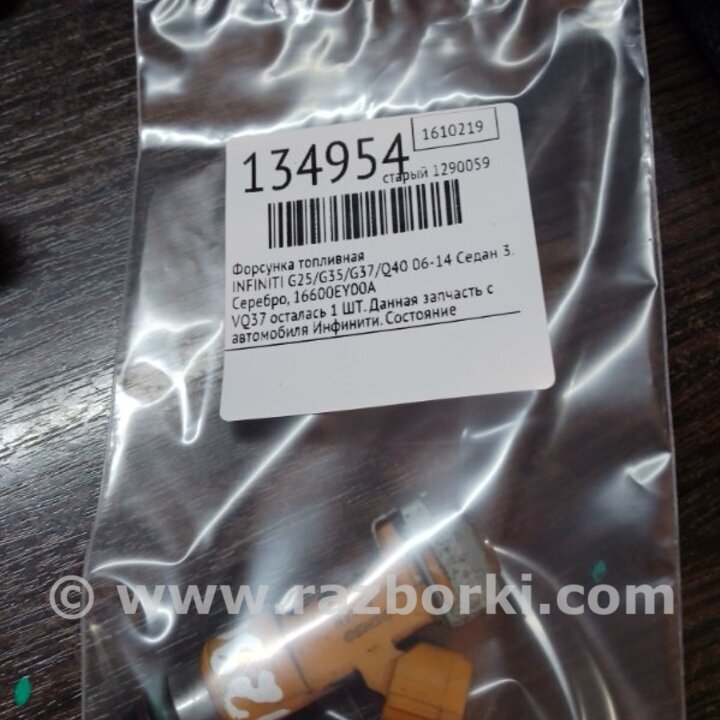 1610219
134954
старый 1290059
Форсунка топливная
INFINITI G25/G35/G37/Q40 06-14 Седан 3.
Серебро, 16600EY00A
VQ37 осталась 1 ШТ. Данная запчасть с
автомобиля Инфинити. Состояние
© www.razborki.com